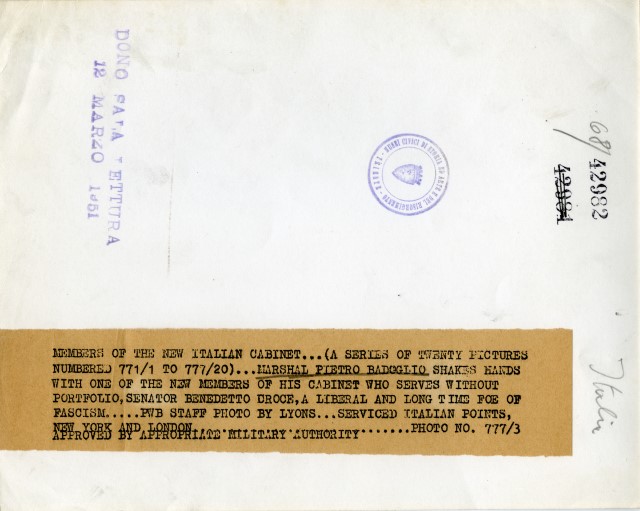 DONO SALA LETTURA
12 MARZO 1951
68/
42982
42981
Italia
MEMBERS OF THE NEW ITALIAN CABINET...(A SERIES OF TWENTY PICTURES
NUMBERED 771/1 TO 777/20)...MARSHAL PIETRO BADOGLIO SHAKES HANDS
WITH ONE OF THE NEW MEMBERS OF HIS CABINET WHO SERVES WITHOUT
PORTFOLIO,SENATOR BENEDETTO CROCE,A LIBERAL AND LONG TIME FOE OF
FASCISM.....PWB STAFF PHOTO BY LYONS...SERVICED ITALIAN POINTS,
NEW YORK AND LONDON..............................PHOTO NO. 777/3
APPROVED BY APPROPRIATE MILITARY AUTHORITY